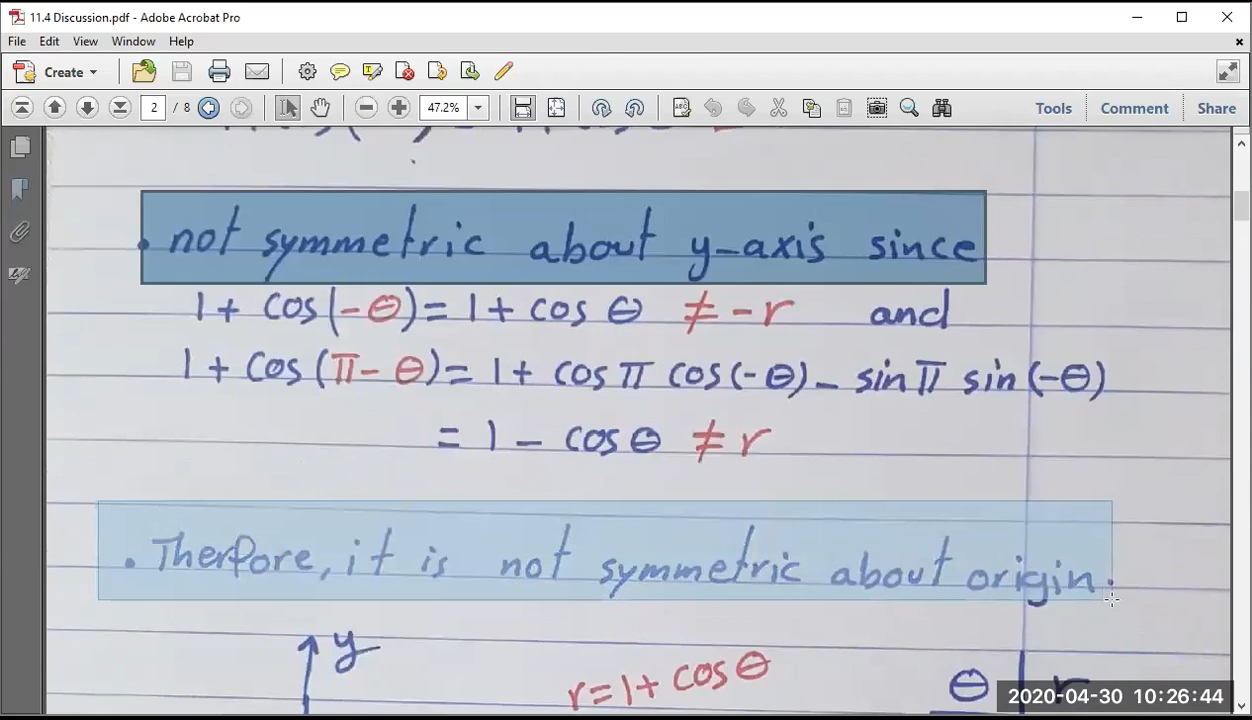 11.4 Discussion.pdf - Adobe Acrobat Pro
File Edit View Window Help
Create
2 / 8 47.2% Tools Comment Share
. not symmetric about y-axis since
1 + cos(-θ) = 1 + cos θ ≠ -r and
1 + cos(π - θ) = 1 + cos π cos(-θ) - sin π sin(-θ)
= 1 - cos θ ≠ r
. Therfore, it is not symmetric about origin.
y
r = 1 + cos θ
θ r
2020-04-30 10:26:44